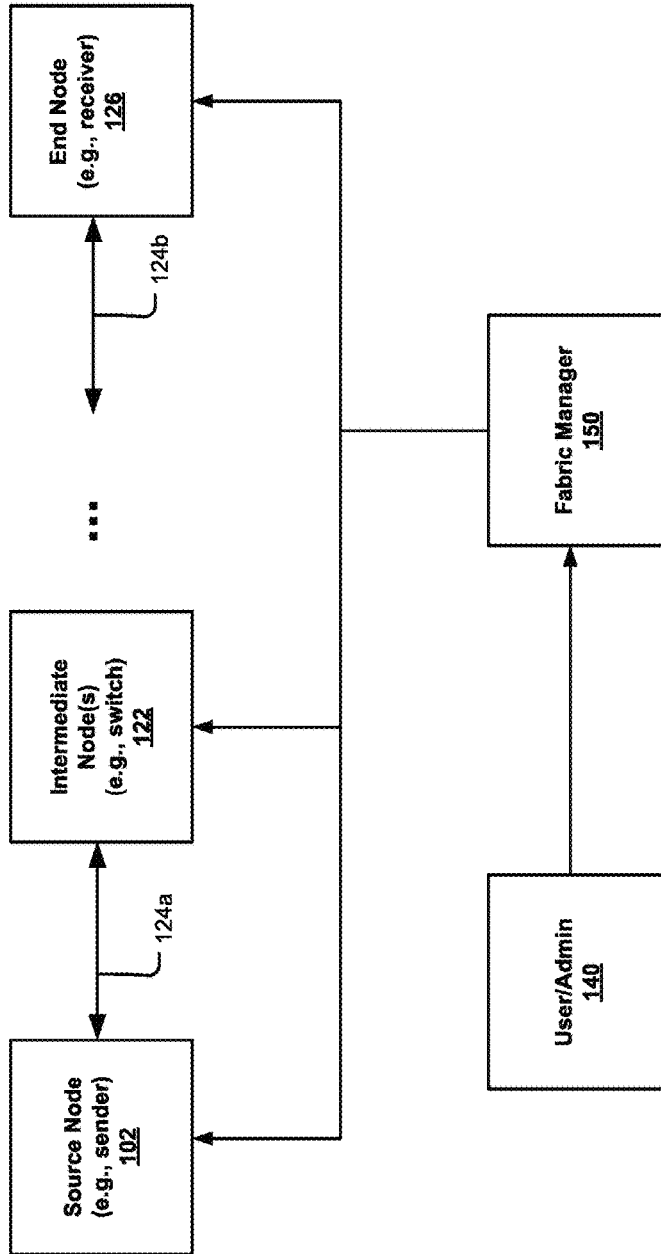 Source Node
(e.g., sender)
102
124a
Intermediate
Node(s)
(e.g., switch)
122
...
124b
End Node
(e.g., receiver)
126
User/Admin
140
Fabric Manager
150